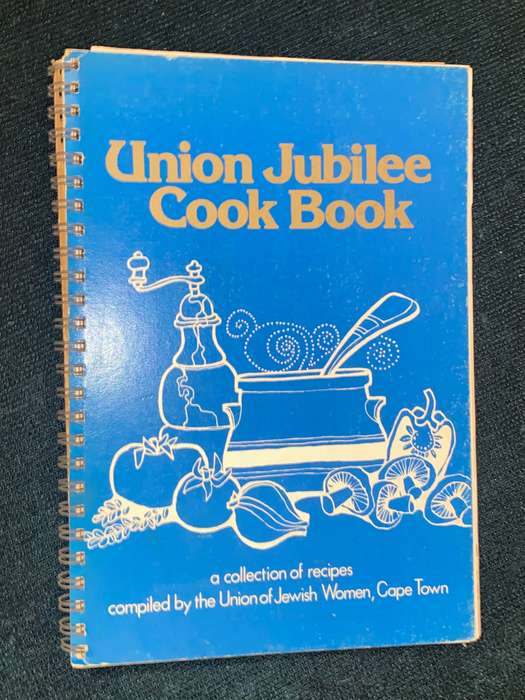 Union Jubilee
Cook Book
a collection of recipes
compiled by the Union of Jewish Women, Cape Town